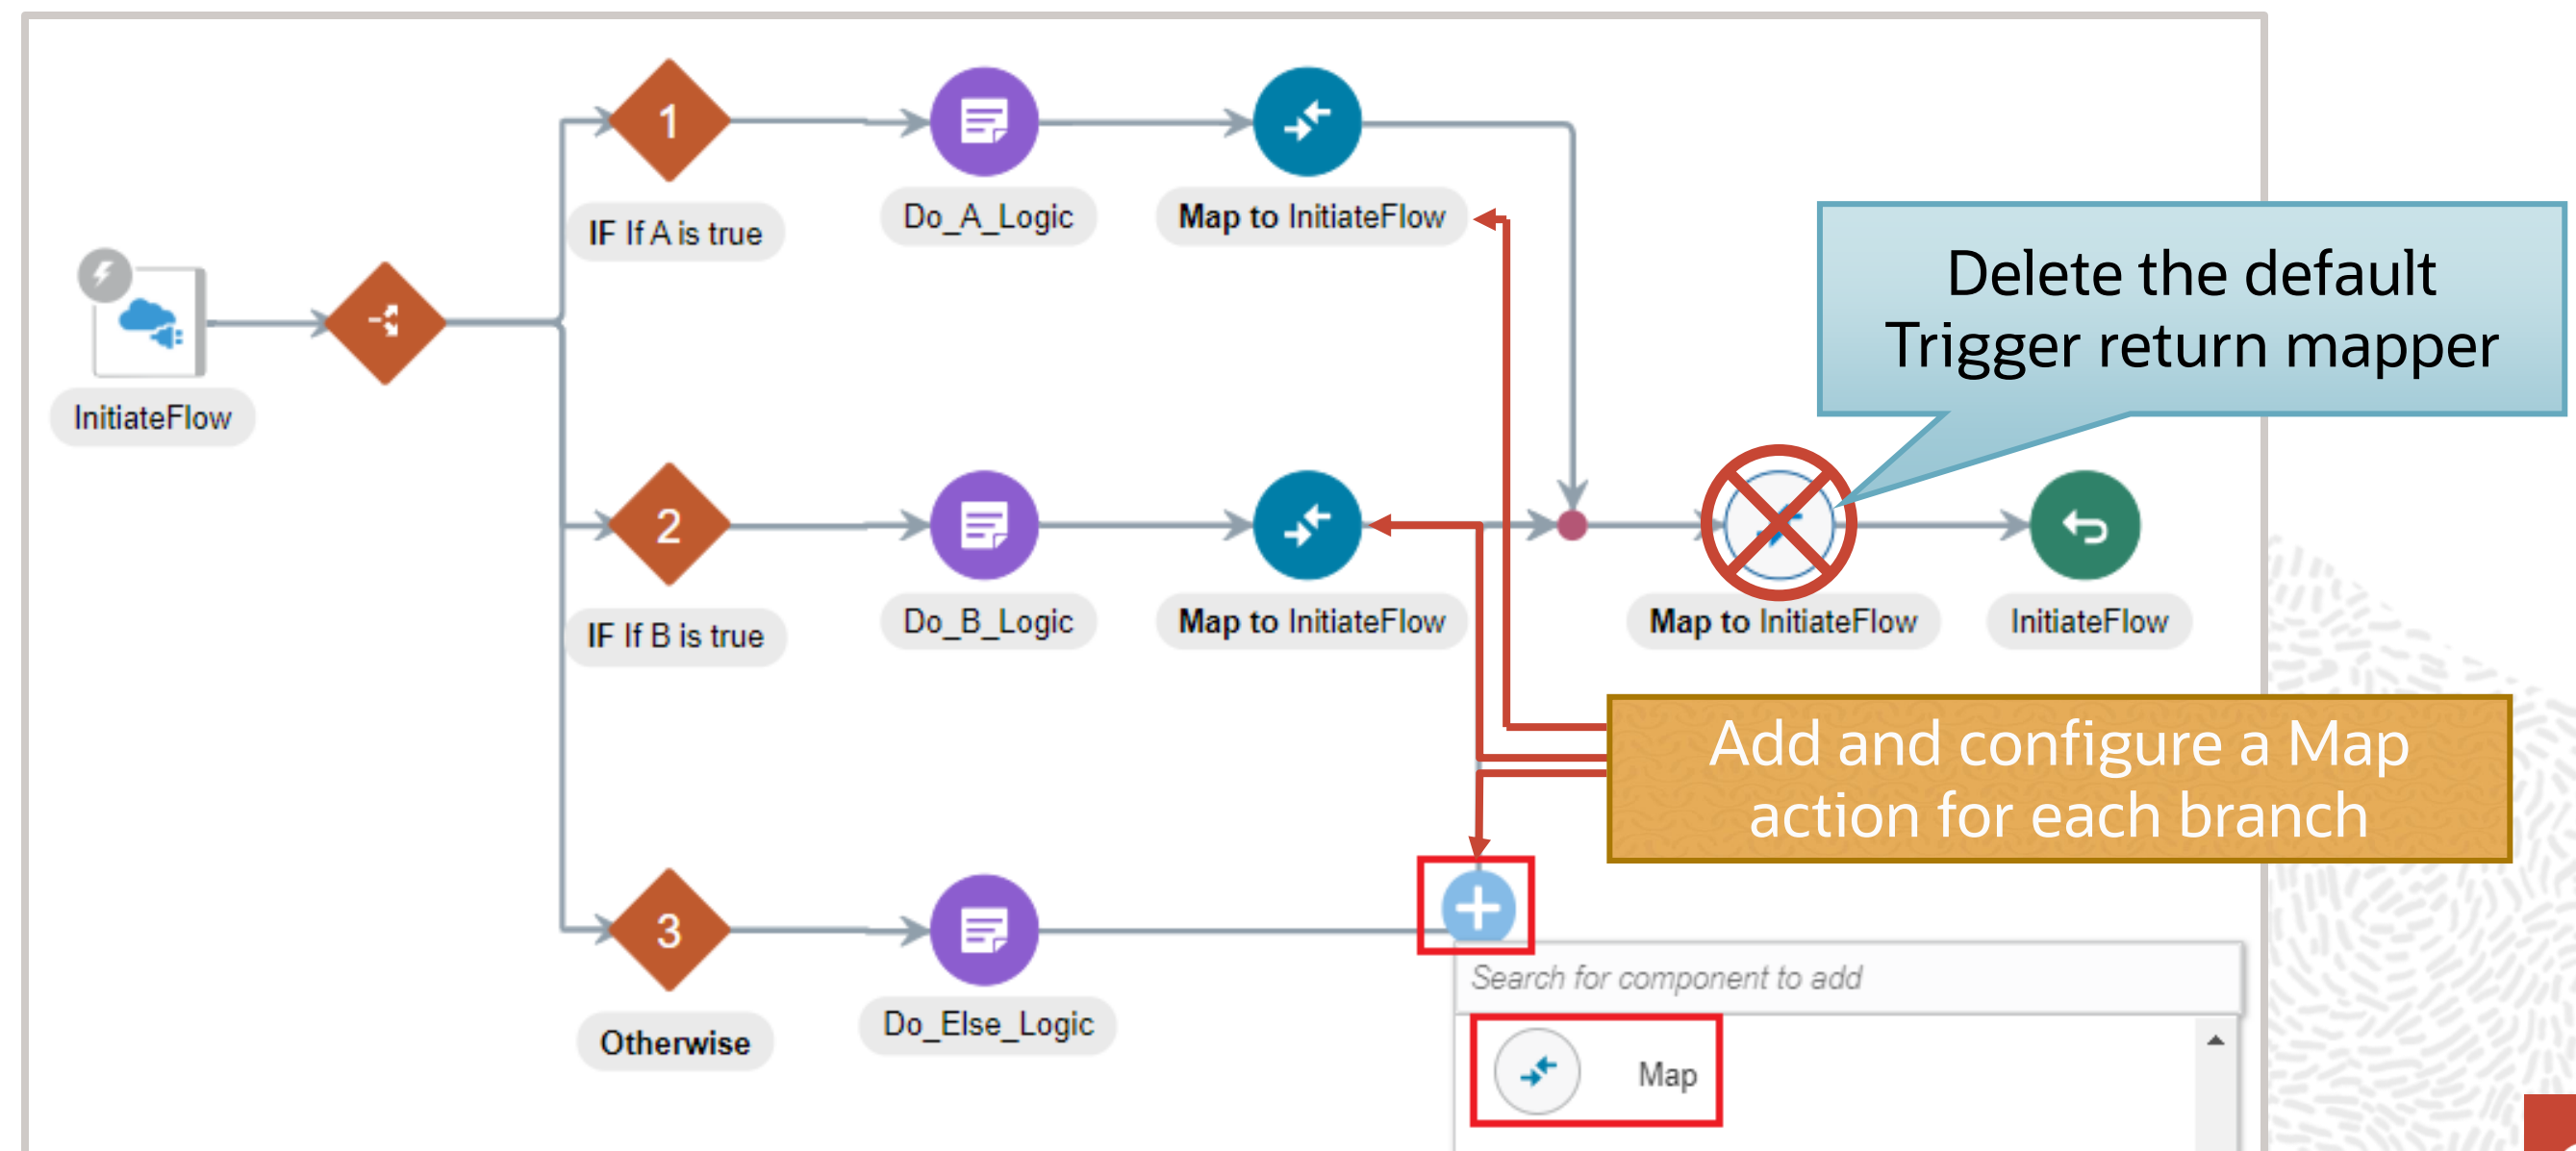 1
IF If A is true
Do_A_Logic
Map to InitiateFlow
Delete the default
Trigger return mapper
InitiateFlow
2
IF If B is true
Do_B_Logic
Map to InitiateFlow
Map to InitiateFlow
InitiateFlow
Add and configure a Map
action for each branch
3
Otherwise
Do_Else_Logic
Search for component to add
Map